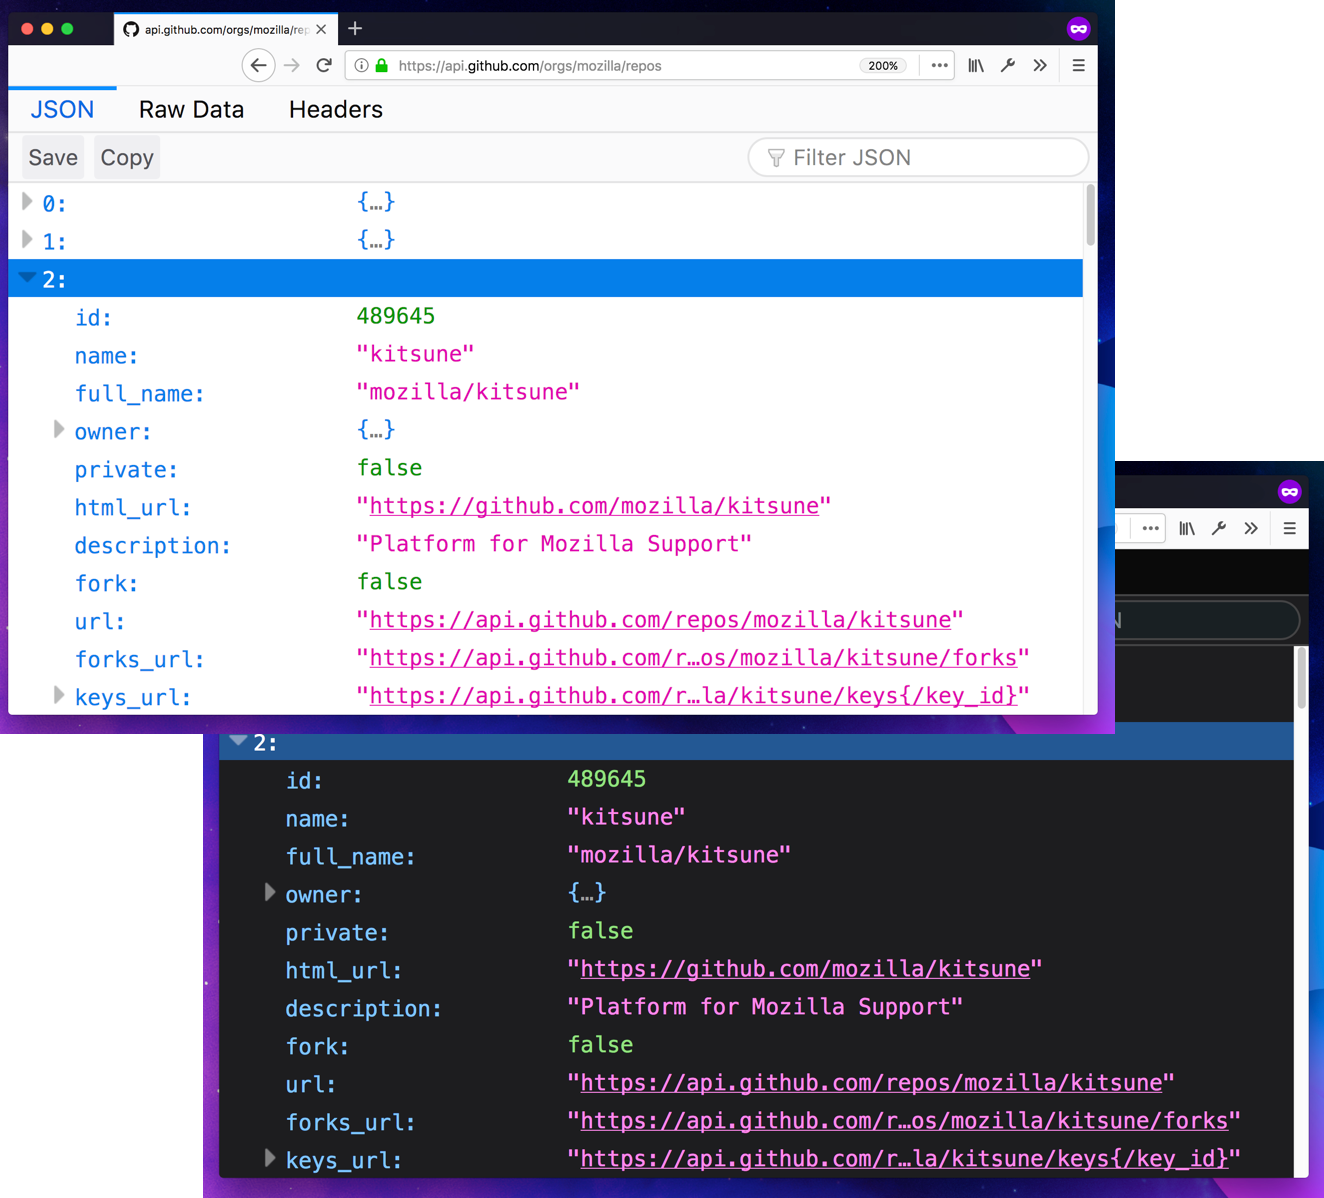 api.github.com/orgs/mozilla/rep
https://api.github.com/orgs/mozilla/repos 200%
JSON Raw Data Headers
Save Copy Filter JSON
0: {…}
1: {…}
2:
id: 489645
name: "kitsune"
full_name: "mozilla/kitsune"
owner: {…}
private: false
html_url: "https://github.com/mozilla/kitsune"
description: "Platform for Mozilla Support"
fork: false
url: "https://api.github.com/repos/mozilla/kitsune"
forks_url: "https://api.github.com/r…os/mozilla/kitsune/forks"
keys_url: "https://api.github.com/r…la/kitsune/keys{/key_id}"
2:
id: 489645
name: "kitsune"
full_name: "mozilla/kitsune"
owner: {…}
private: false
html_url: "https://github.com/mozilla/kitsune"
description: "Platform for Mozilla Support"
fork: false
url: "https://api.github.com/repos/mozilla/kitsune"
forks_url: "https://api.github.com/r…os/mozilla/kitsune/forks"
keys_url: "https://api.github.com/r…la/kitsune/keys{/key_id}"